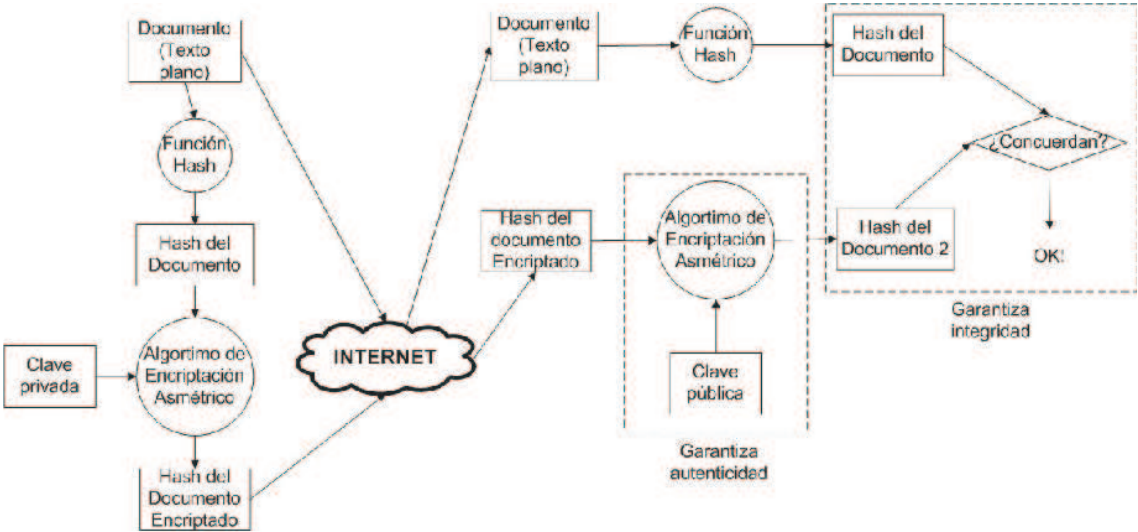 Documento
(Texto
plano)
Función
Hash
Hash del
Documento
Clave
privada
Algortimo de
Encriptación
Asmétrico
Hash del
Documento
Encriptado
INTERNET
Documento
(Texto
plano)
Función
Hash
Hash del
Documento
Hash del
documento
Encriptado
Algortimo de
Encriptación
Asmétrico
Clave
pública
Garantiza
autenticidad
Hash del
Documento 2
¿Concuerdan?
OK!
Garantiza
integridad